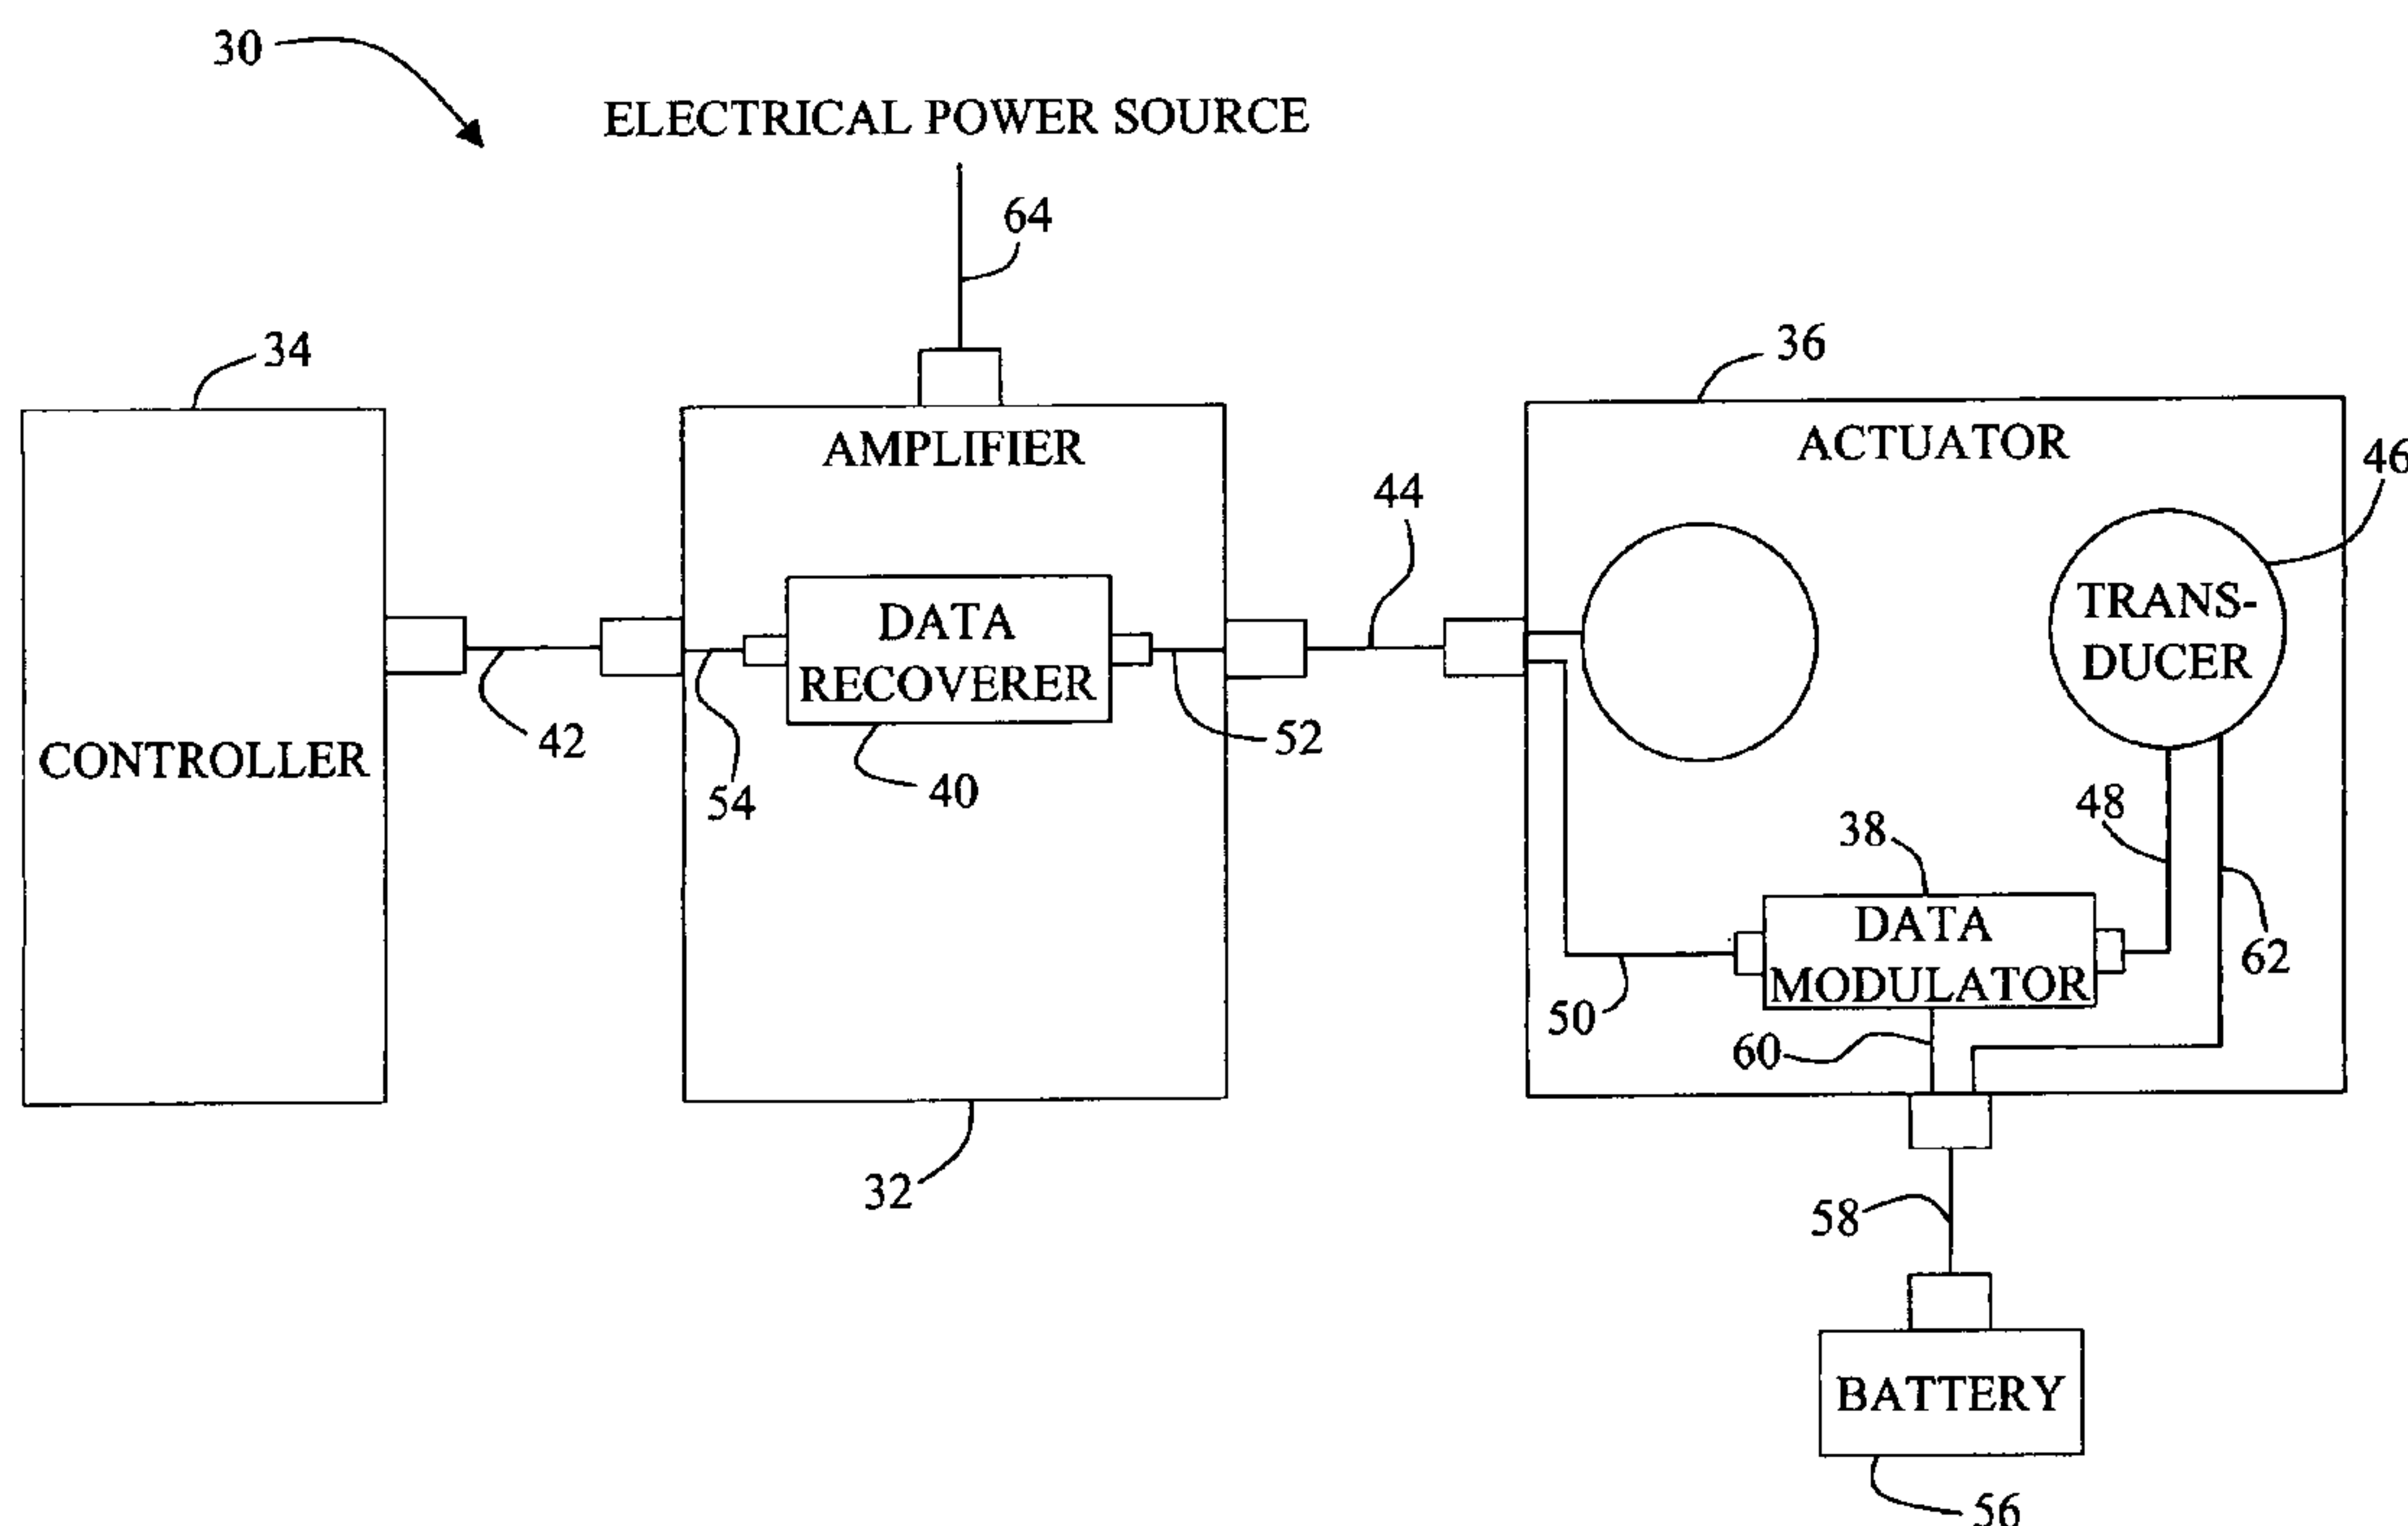 30
ELECTRICAL POWER SOURCE
64
34
36
AMPLIFIER
ACTUATOR
46
44
DATA
RECOVERER
TRANS-
DUCER
CONTROLLER
42
54
40
52
48
38
DATA
MODULATOR
62
50
60
32
58
BATTERY
56